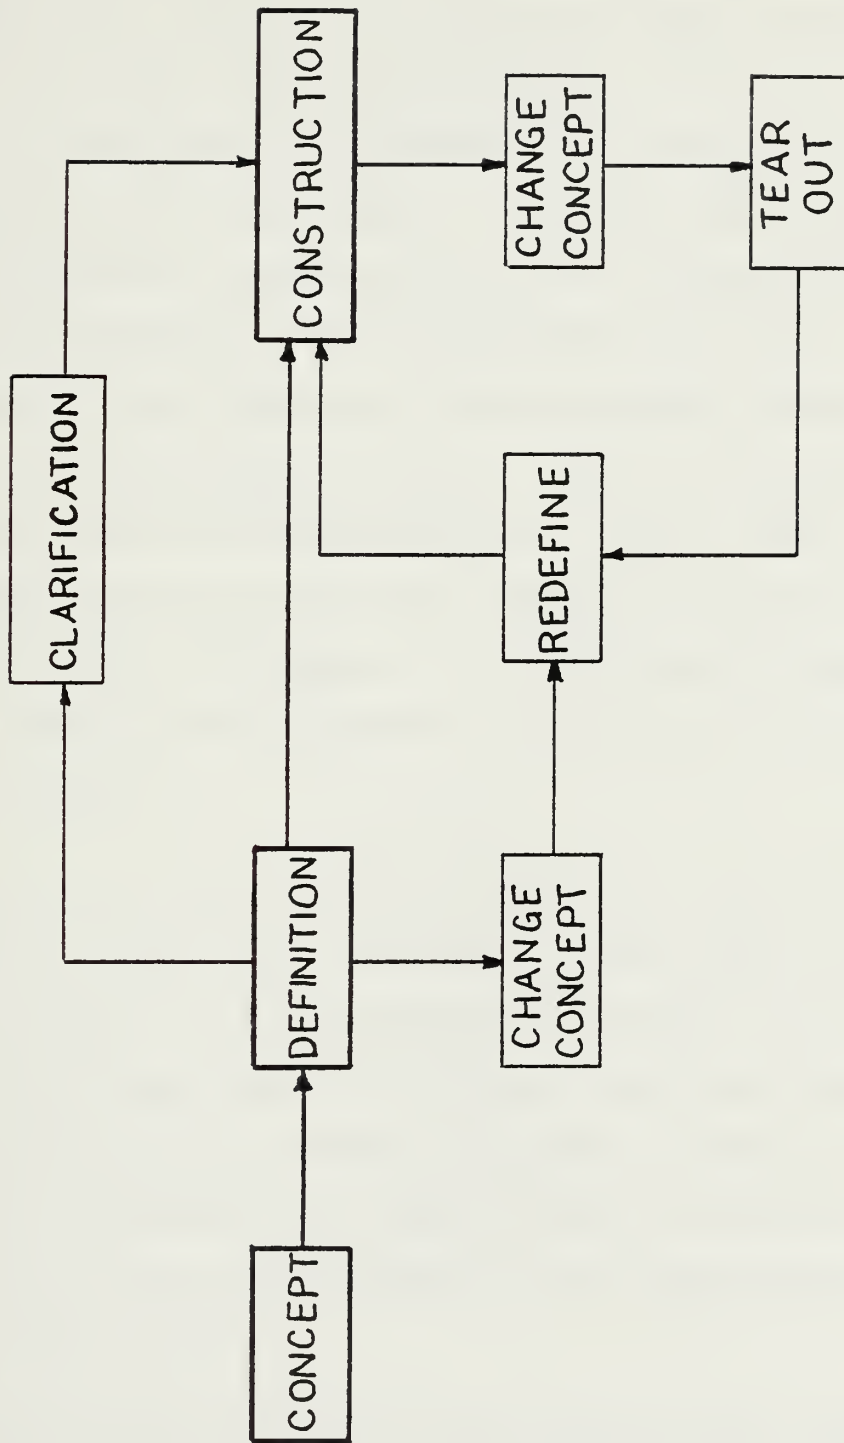 CLARIFICATION
CONCEPT
DEFINITION
CONSTRUCTION
CHANGE
CONCEPT
REDEFINE
CHANGE
CONCEPT
TEAR
OUT